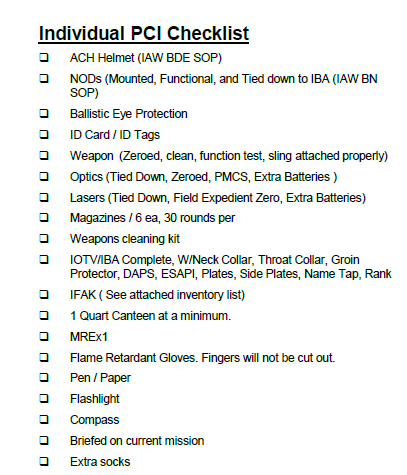 Individual PCI Checklist
ACH Helmet (IAW BDE SOP)
NODs (Mounted, Functional, and Tied down to IBA (IAW BN
SOP)
Ballistic Eye Protection
ID Card / ID Tags
Weapon (Zeroed, clean, function test, sling attached properly)
Optics (Tied Down, Zeroed, PMCS, Extra Batteries )
Lasers (Tied Down, Field Expedient Zero, Extra Batteries)
Magazines / 6 ea, 30 rounds per
Weapons cleaning kit
IOTV/IBA Complete, W/Neck Collar, Throat Collar, Groin
Protector, DAPS, ESAPI, Plates, Side Plates, Name Tap, Rank
IFAK ( See attached inventory list)
1 Quart Canteen at a minimum.
MREx1
Flame Retardant Gloves. Fingers will not be cut out.
Pen / Paper
Flashlight
Compass
Briefed on current mission
Extra socks